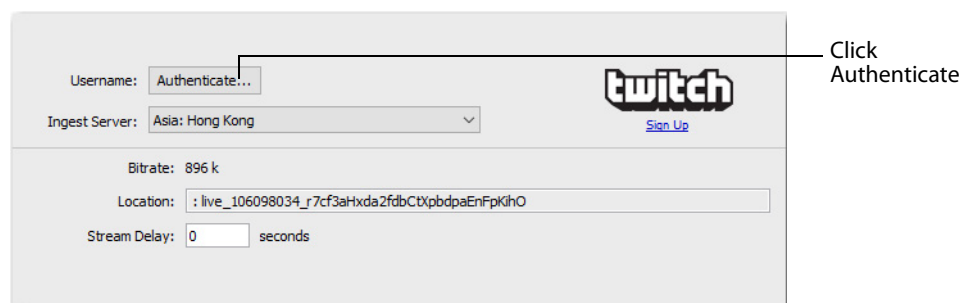 Click
Authenticate
Username: Authenticate...
twitch
Ingest Server: Asia: Hong Kong
Sign Up
Bitrate: 896 k
Location: : live_106098034_r7cf3aHxda2fdbCtXpbdpaEnFpKihO
Stream Delay: 0 seconds